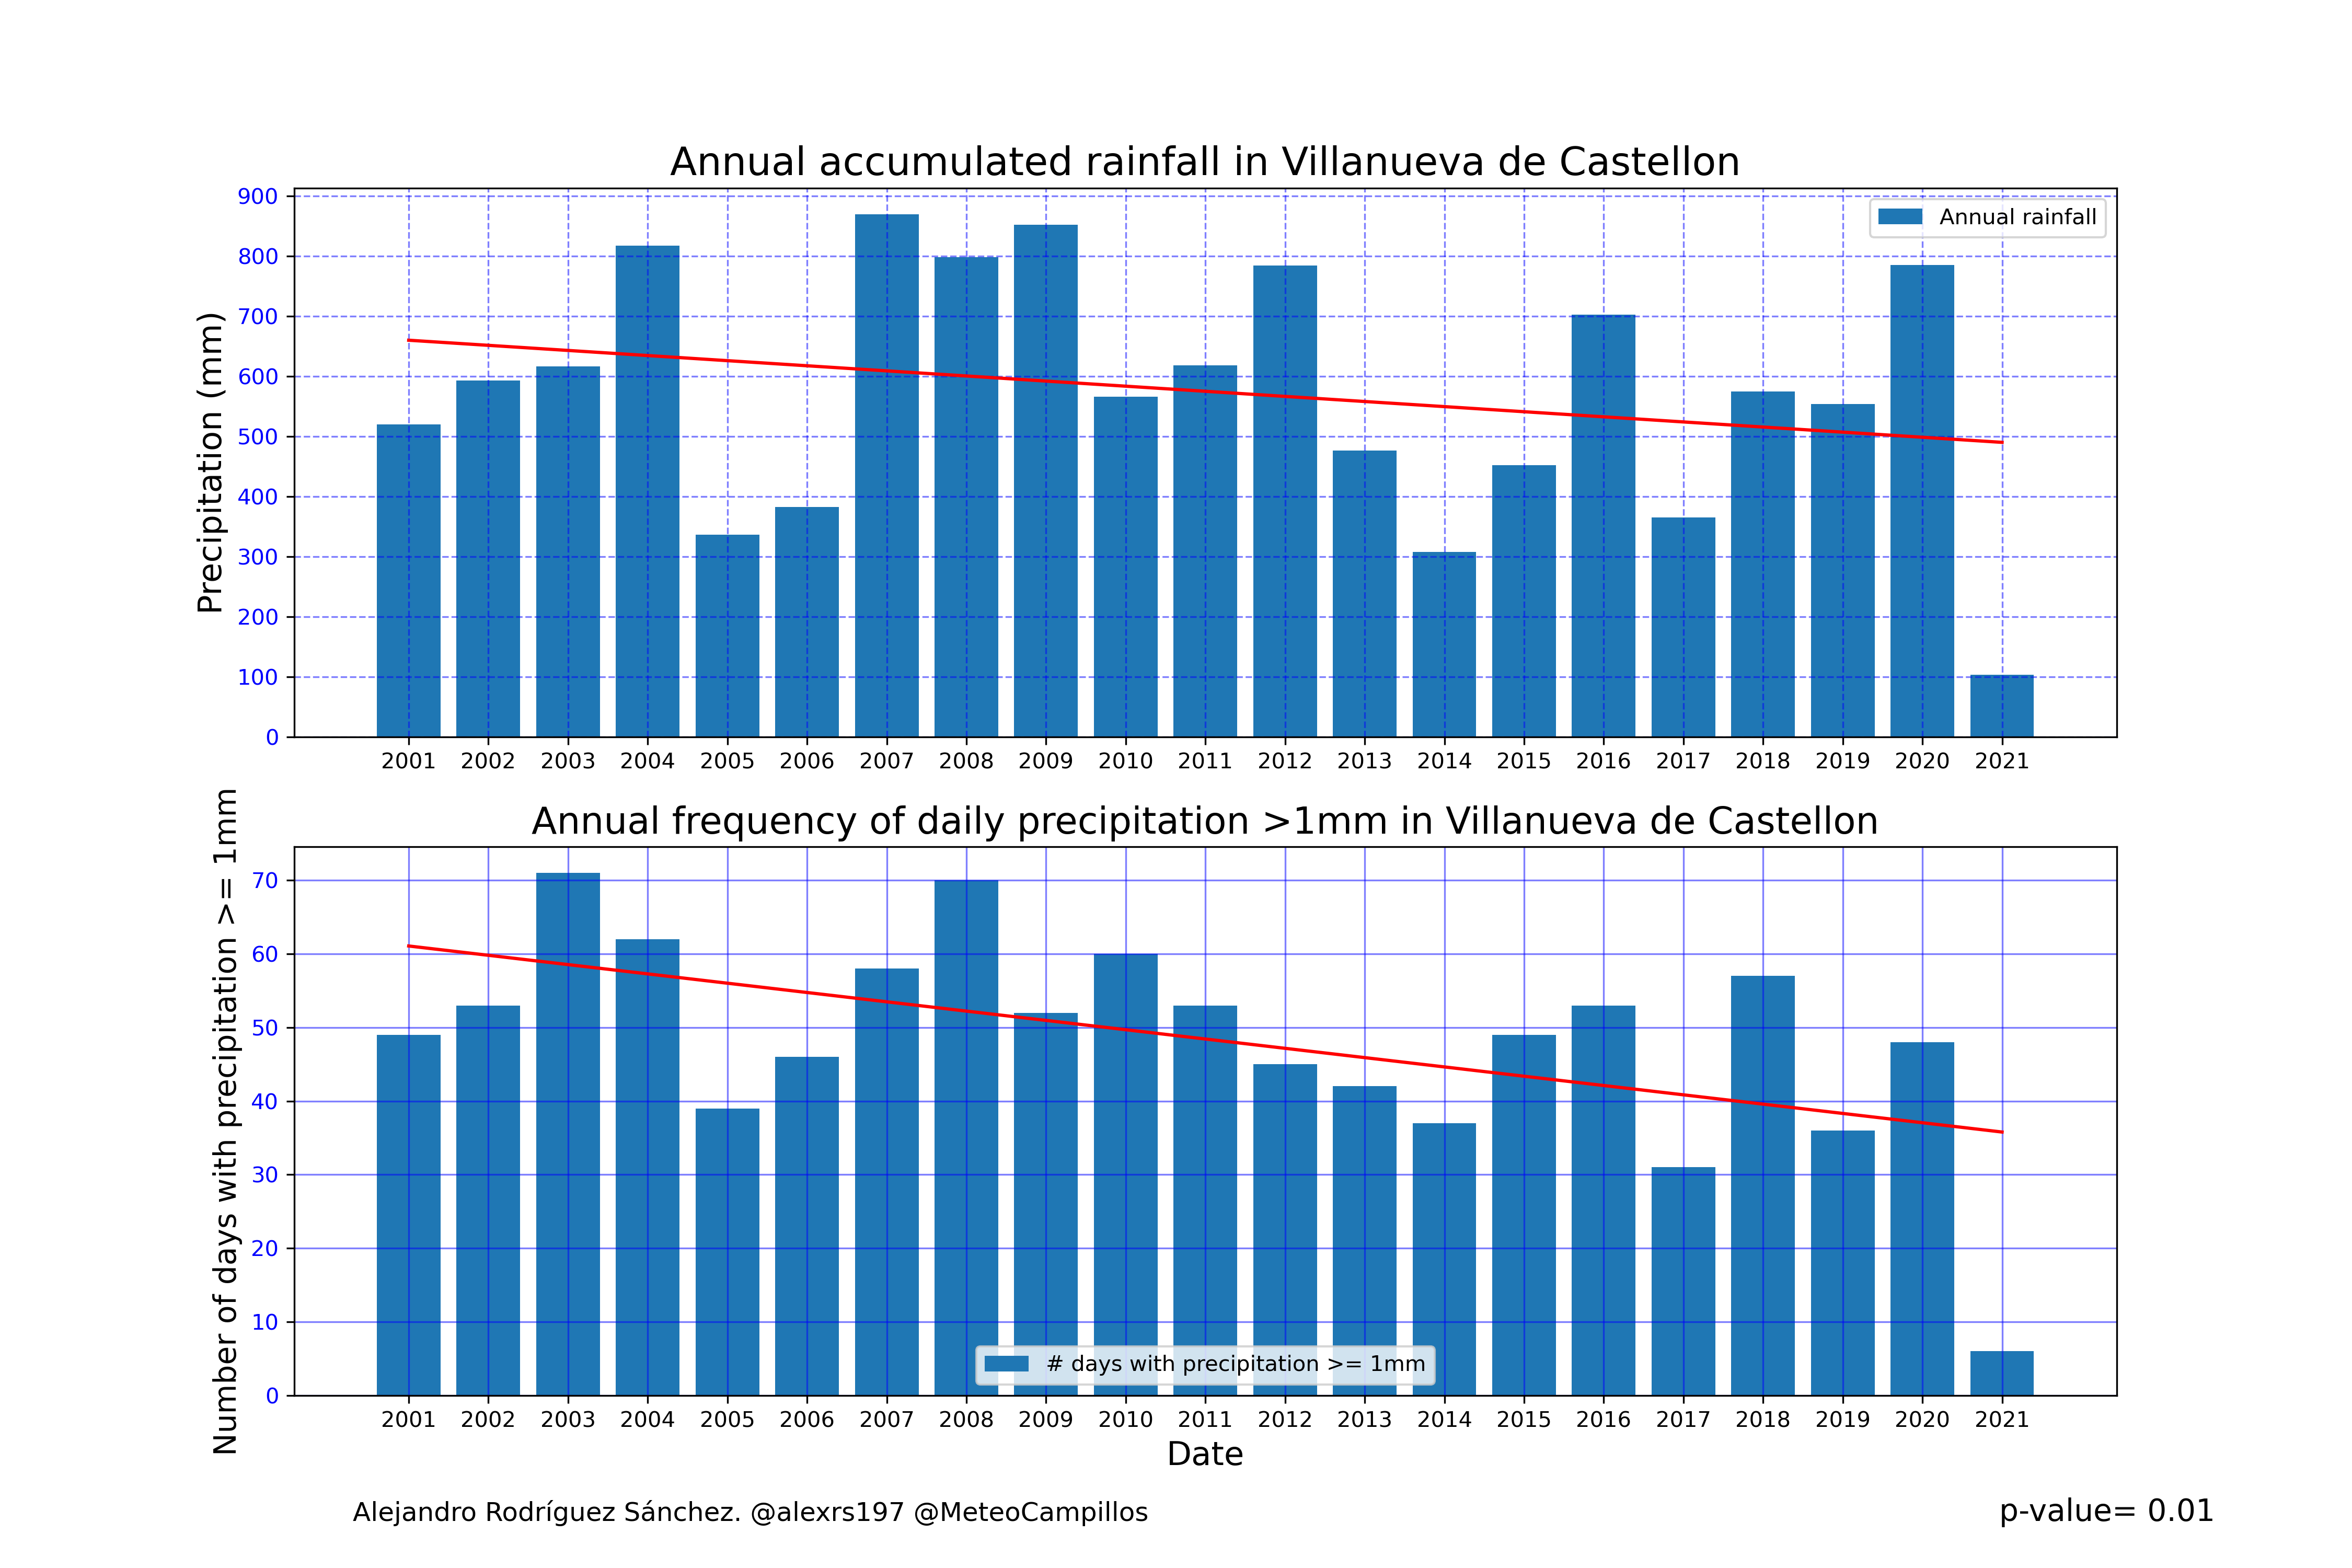 Annual accumulated rainfall in Villanueva de Castellon
Precipitation (mm)
900
800
700
600
500
400
300
200
100
0
Annual rainfall
2001 2002 2003 2004 2005 2006 2007 2008 2009 2010 2011 2012 2013 2014 2015 2016 2017 2018 2019 2020 2021
Annual frequency of daily precipitation >1mm in Villanueva de Castellon
Number of days with precipitation >= 1mm
70
60
50
40
30
20
10
0
# days with precipitation >= 1mm
2001 2002 2003 2004 2005 2006 2007 2008 2009 2010 2011 2012 2013 2014 2015 2016 2017 2018 2019 2020 2021
Date
Alejandro Rodríguez Sánchez. @alexrs197 @MeteoCampillos
p-value= 0.01